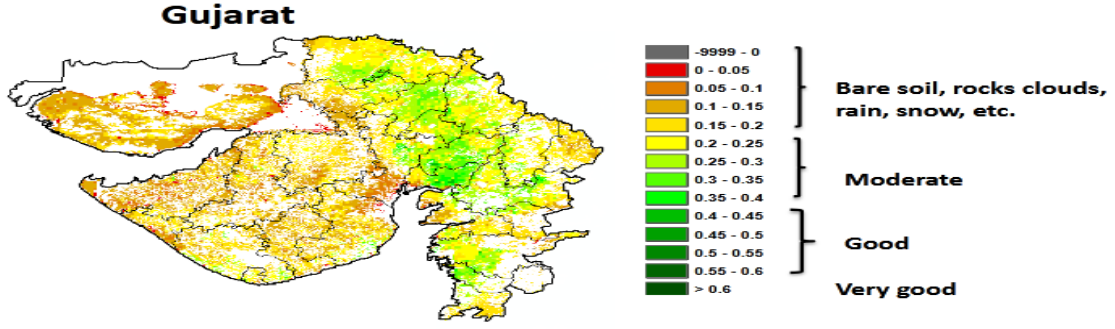 Gujarat
-9999 - 0
0 - 0.05
0.05 - 0.1
0.1 - 0.15
0.15 - 0.2
0.2 - 0.25
0.25 - 0.3
0.3 - 0.35
0.35 - 0.4
0.4 - 0.45
0.45 - 0.5
0.5 - 0.55
0.55 - 0.6
> 0.6
Bare soil, rocks clouds,
rain, snow, etc.
Moderate
Good
Very good